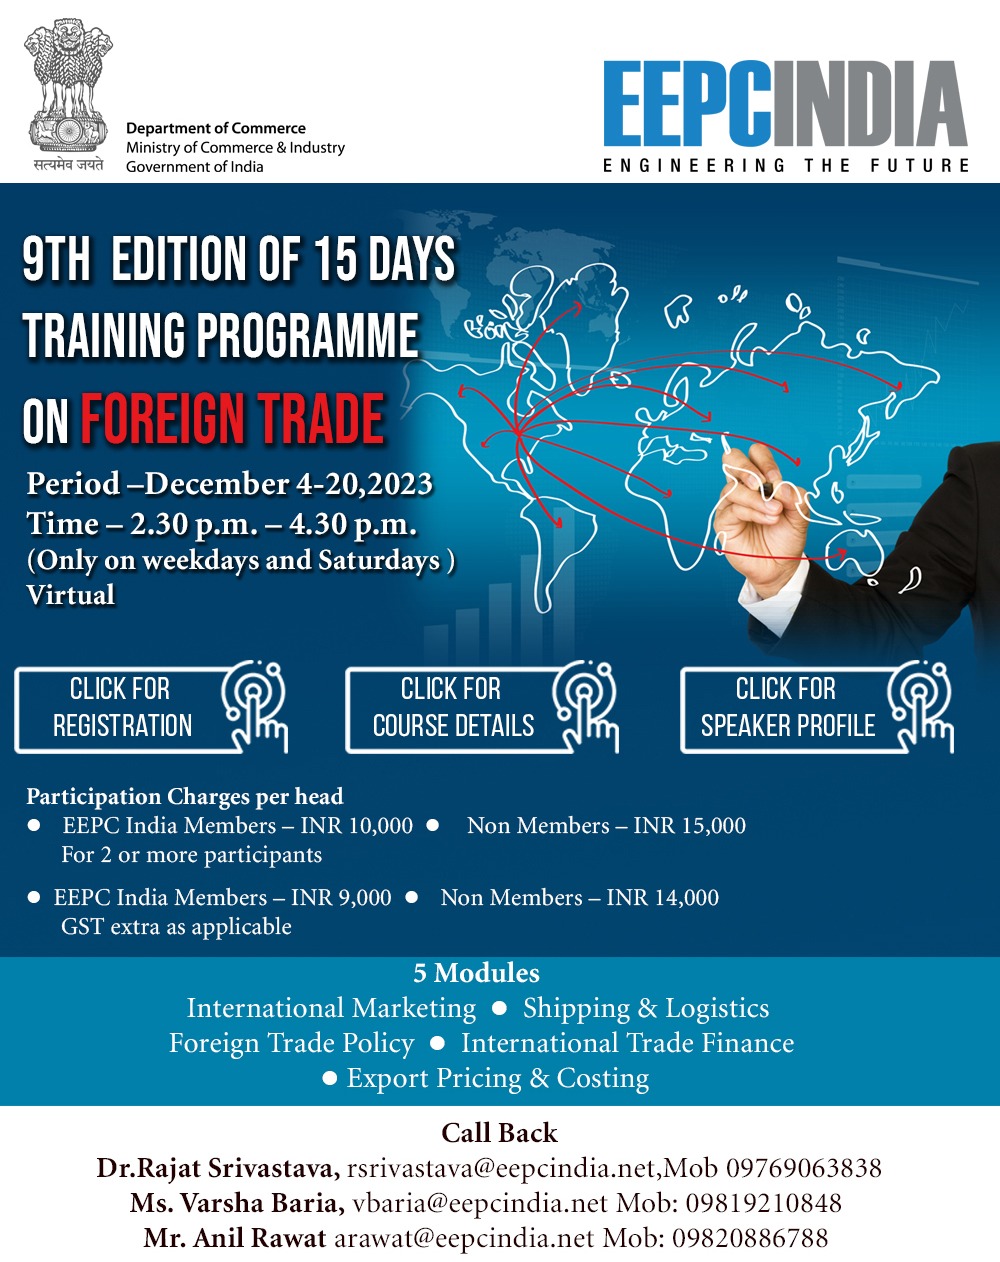 सत्यमेव जयते
Department of Commerce
Ministry of Commerce & Industry
Government of India
EEPCINDIA
ENGINEERING THE FUTURE
9TH EDITION OF 15 DAYS
TRAINING PROGRAMME
ON FOREIGN TRADE
Period –December 4-20,2023
Time – 2.30 p.m. – 4.30 p.m.
(Only on weekdays and Saturdays )
Virtual
CLICK FOR
REGISTRATION
CLICK FOR
COURSE DETAILS
CLICK FOR
SPEAKER PROFILE
Participation Charges per head
● EEPC India Members – INR 10,000 ● Non Members – INR 15,000
For 2 or more participants
● EEPC India Members – INR 9,000 ● Non Members – INR 14,000
GST extra as applicable
5 Modules
International Marketing ● Shipping & Logistics
Foreign Trade Policy ● International Trade Finance
● Export Pricing & Costing
Call Back
Dr.Rajat Srivastava, rsrivastava@eepcindia.net,Mob 09769063838
Ms. Varsha Baria, vbaria@eepcindia.net Mob: 09819210848
Mr. Anil Rawat arawat@eepcindia.net Mob: 09820886788